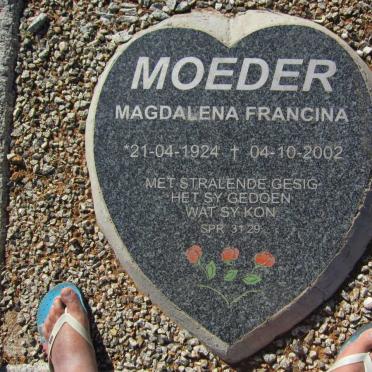 MOEDER
MAGDALENA FRANCINA
*21-04-1924 † 04-10-2002
MET STRALENDE GESIG
HET SY GEDOEN
WAT SY KON
SPR. 31:29